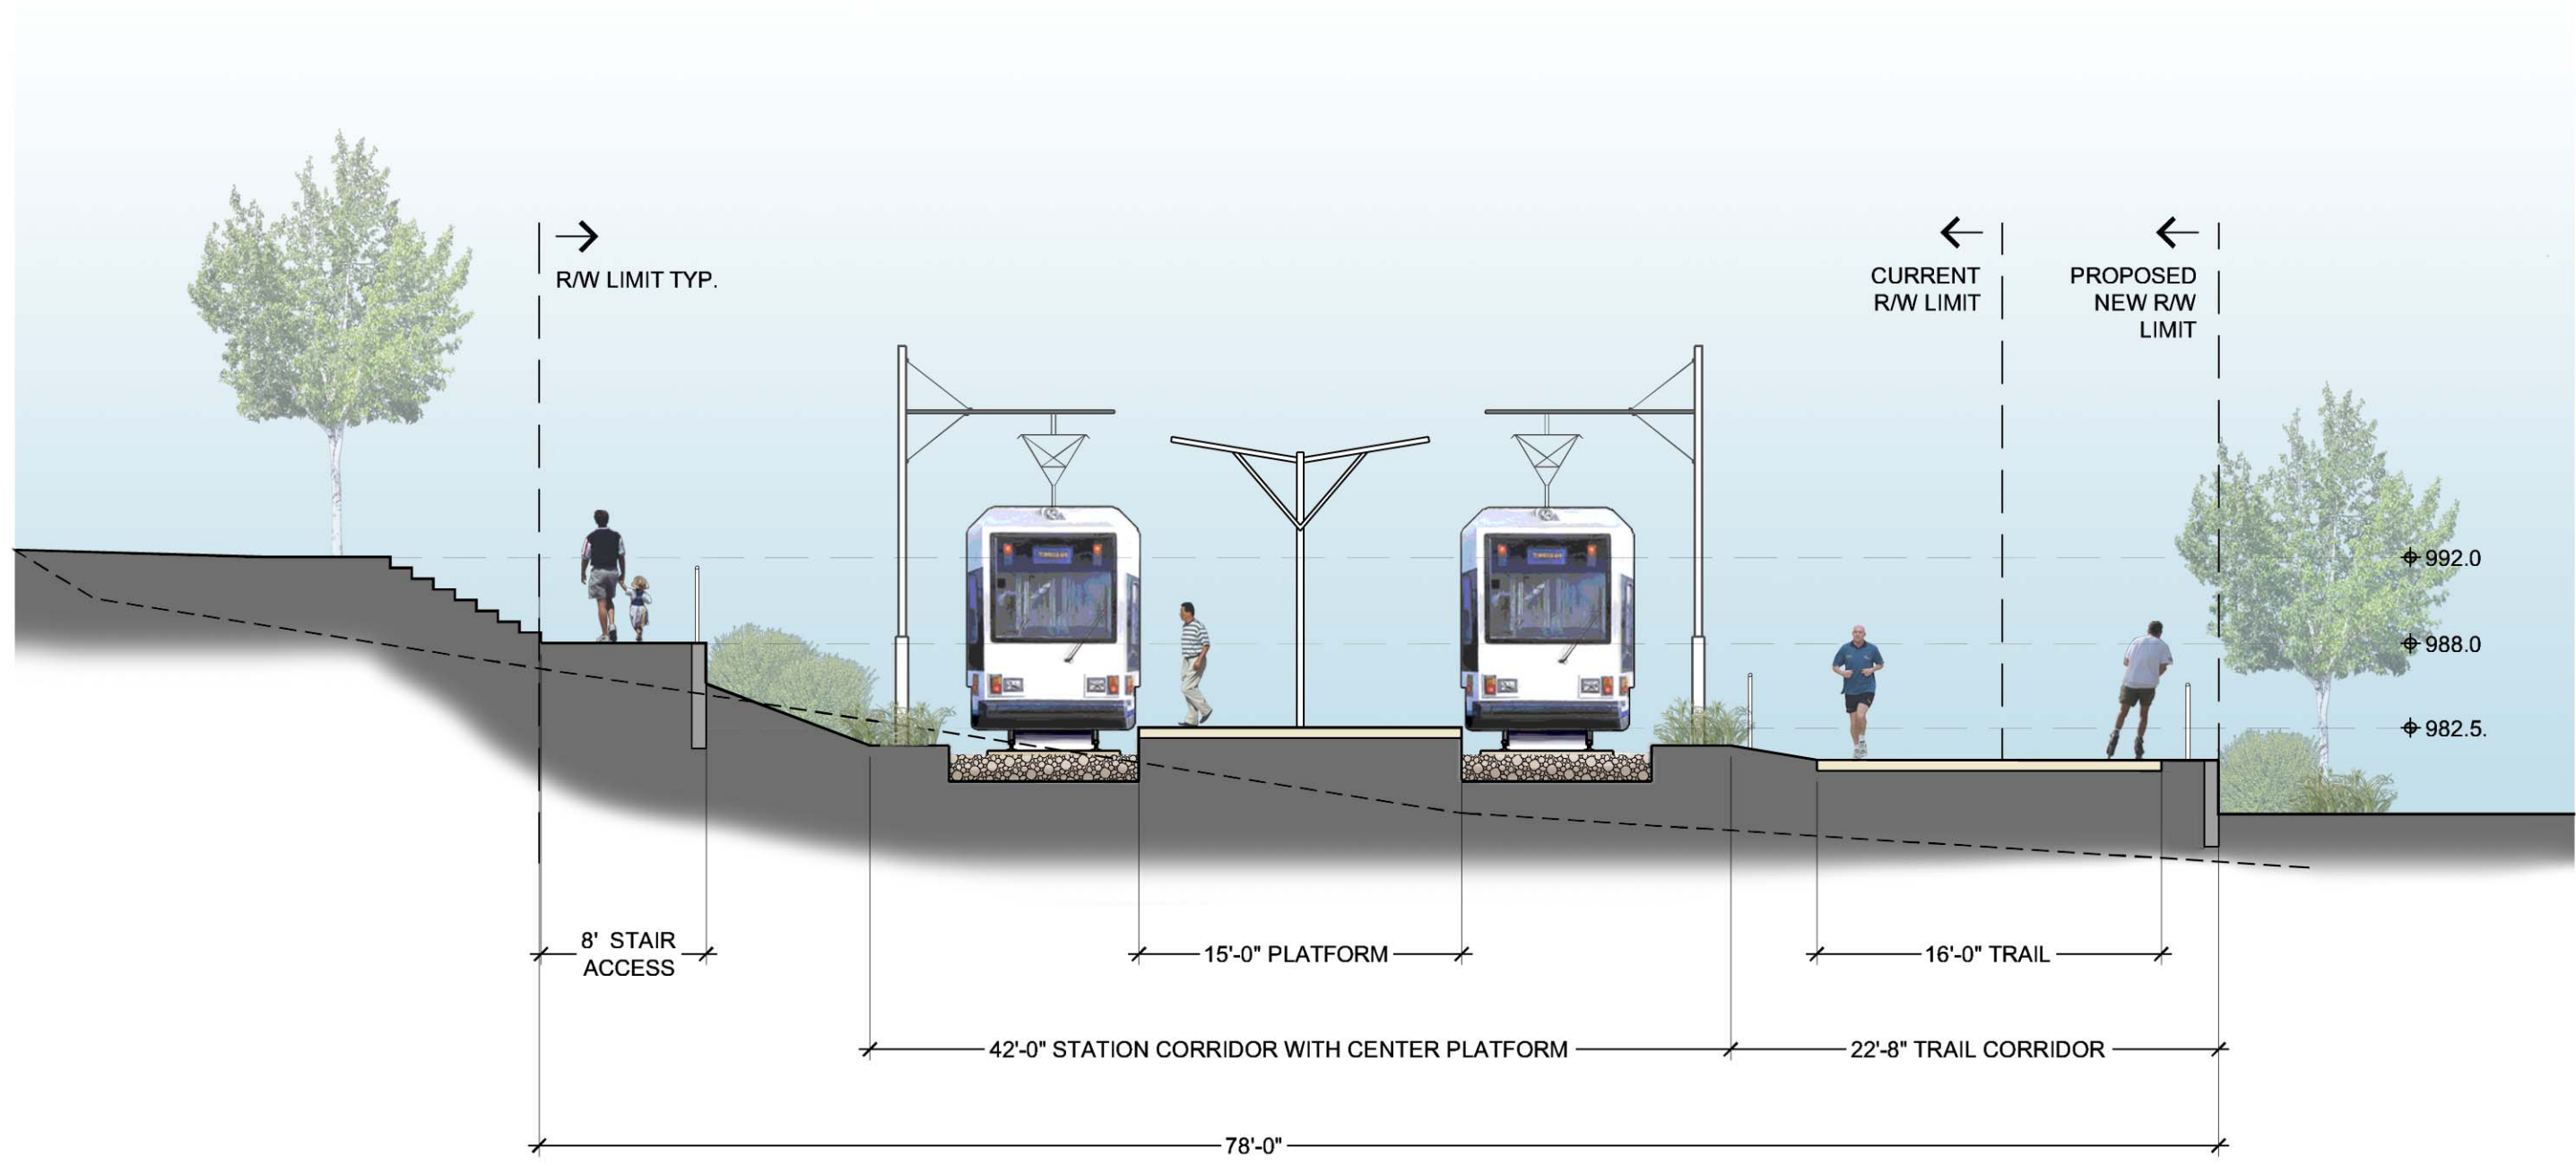 R/W LIMIT TYP.
CURRENT
R/W LIMIT
PROPOSED
NEW R/W
LIMIT
992.0
988.0
982.5.
8' STAIR
ACCESS
15'-0" PLATFORM
16'-0" TRAIL
42'-0" STATION CORRIDOR WITH CENTER PLATFORM
22'-8" TRAIL CORRIDOR
78'-0"